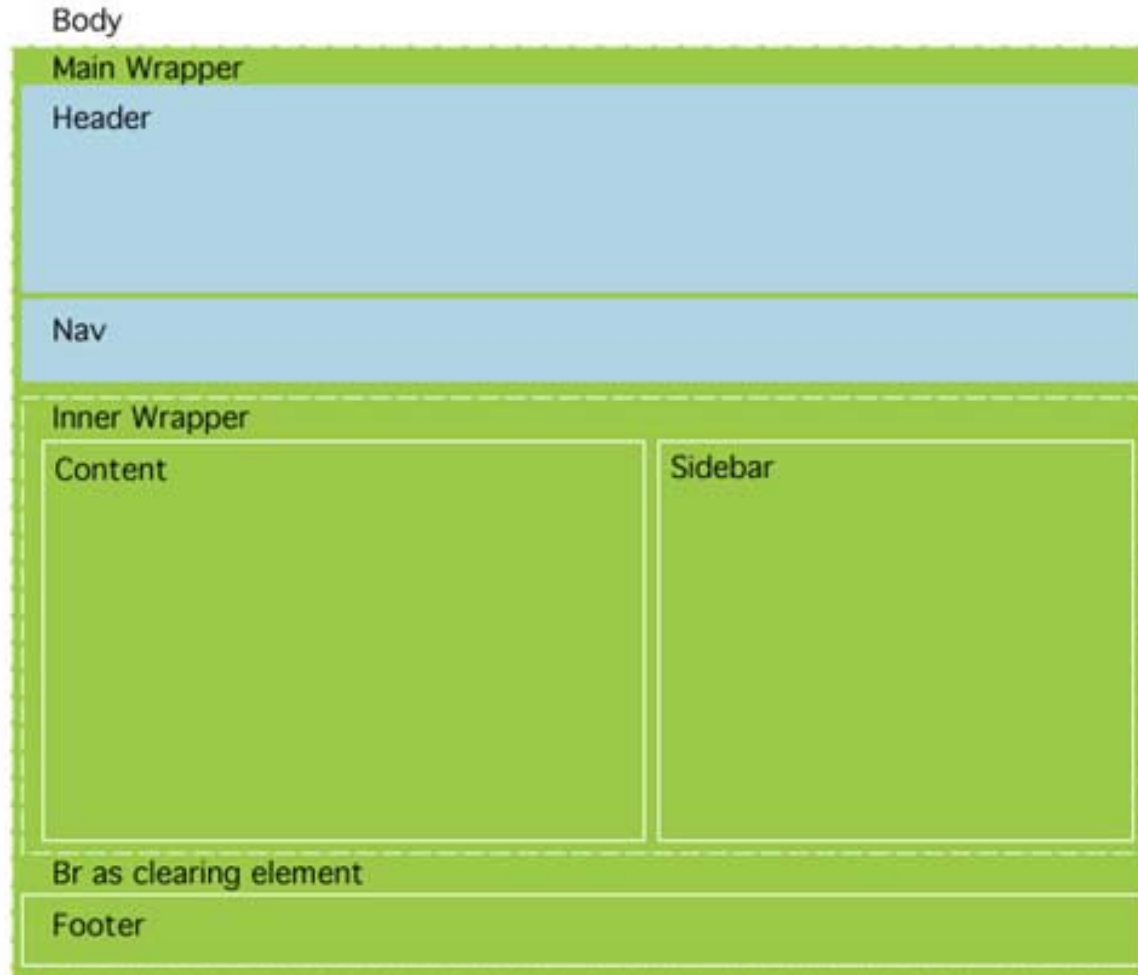 Body
Main Wrapper
Header
Nav
Inner Wrapper
Content
Sidebar
Br as clearing element
Footer